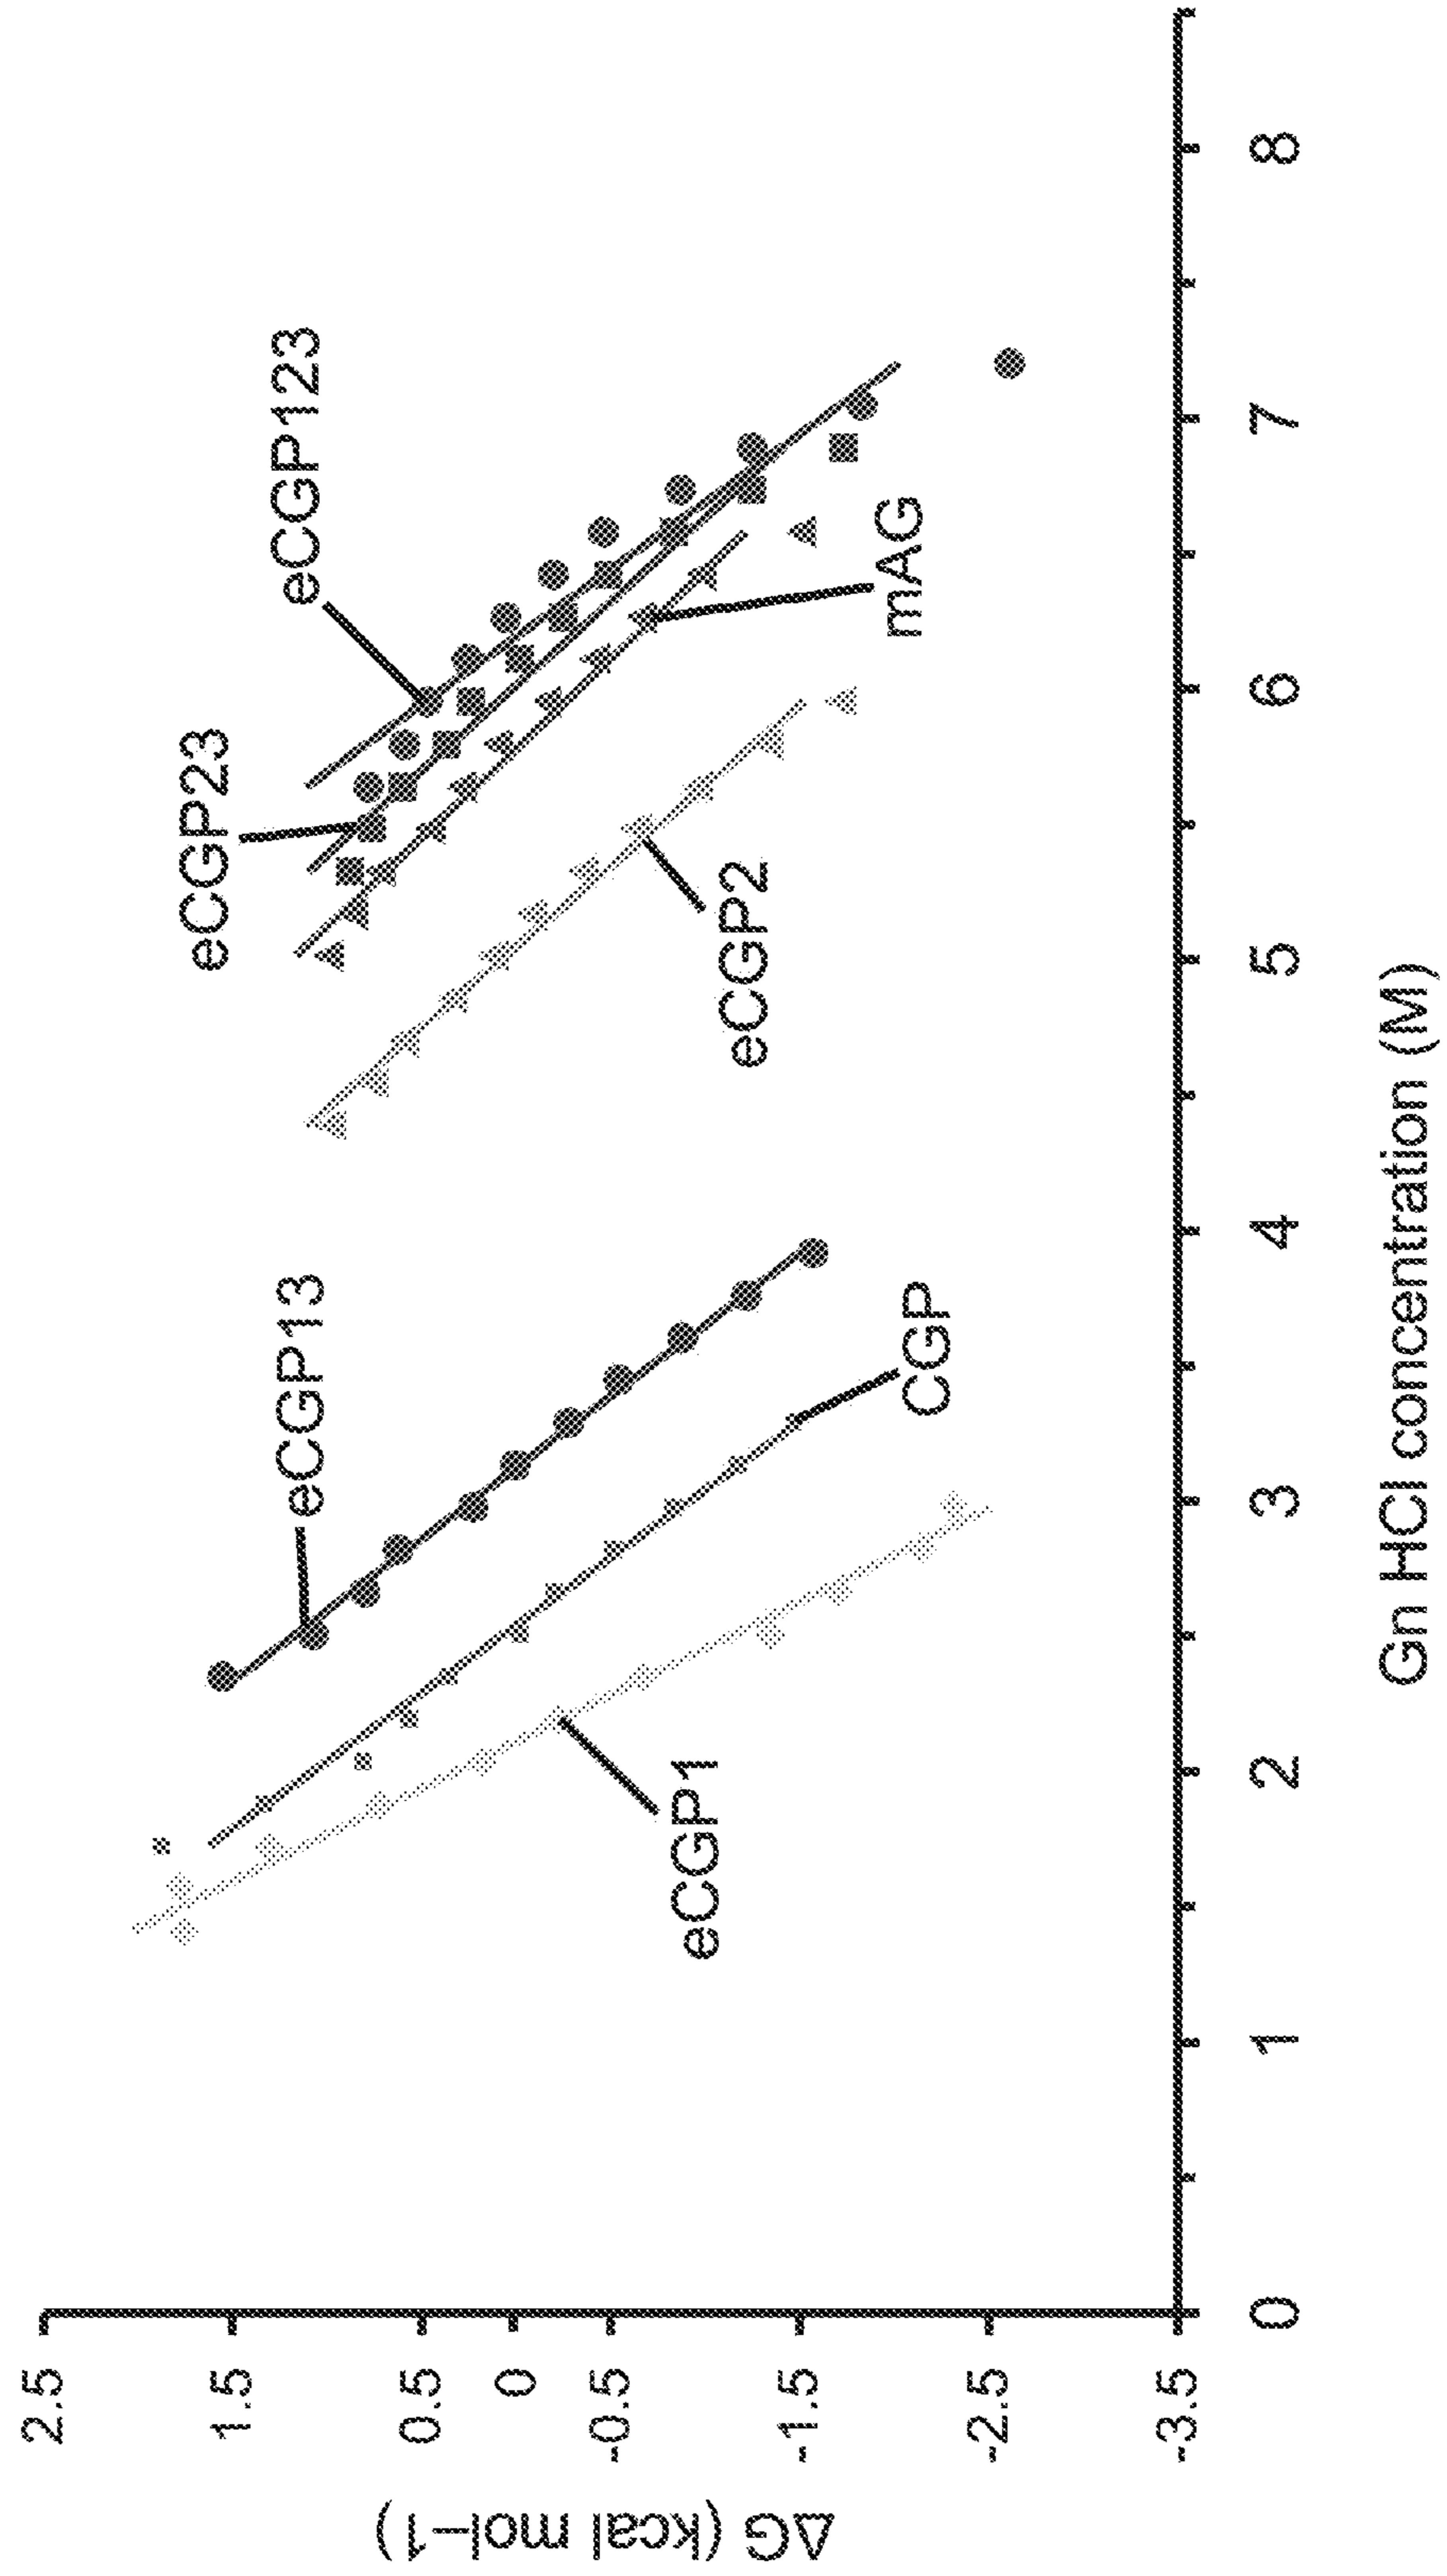 2.5
1.5
0.5
0
-0.5
-1.5
-2.5
-3.5
ΔG (kcal mol–1)
0
1
2
3
4
5
6
7
8
Gn HCl concentration (M)
eCGP1
CGP
eCGP13
eCGP2
eCGP23
mAG
eCGP123